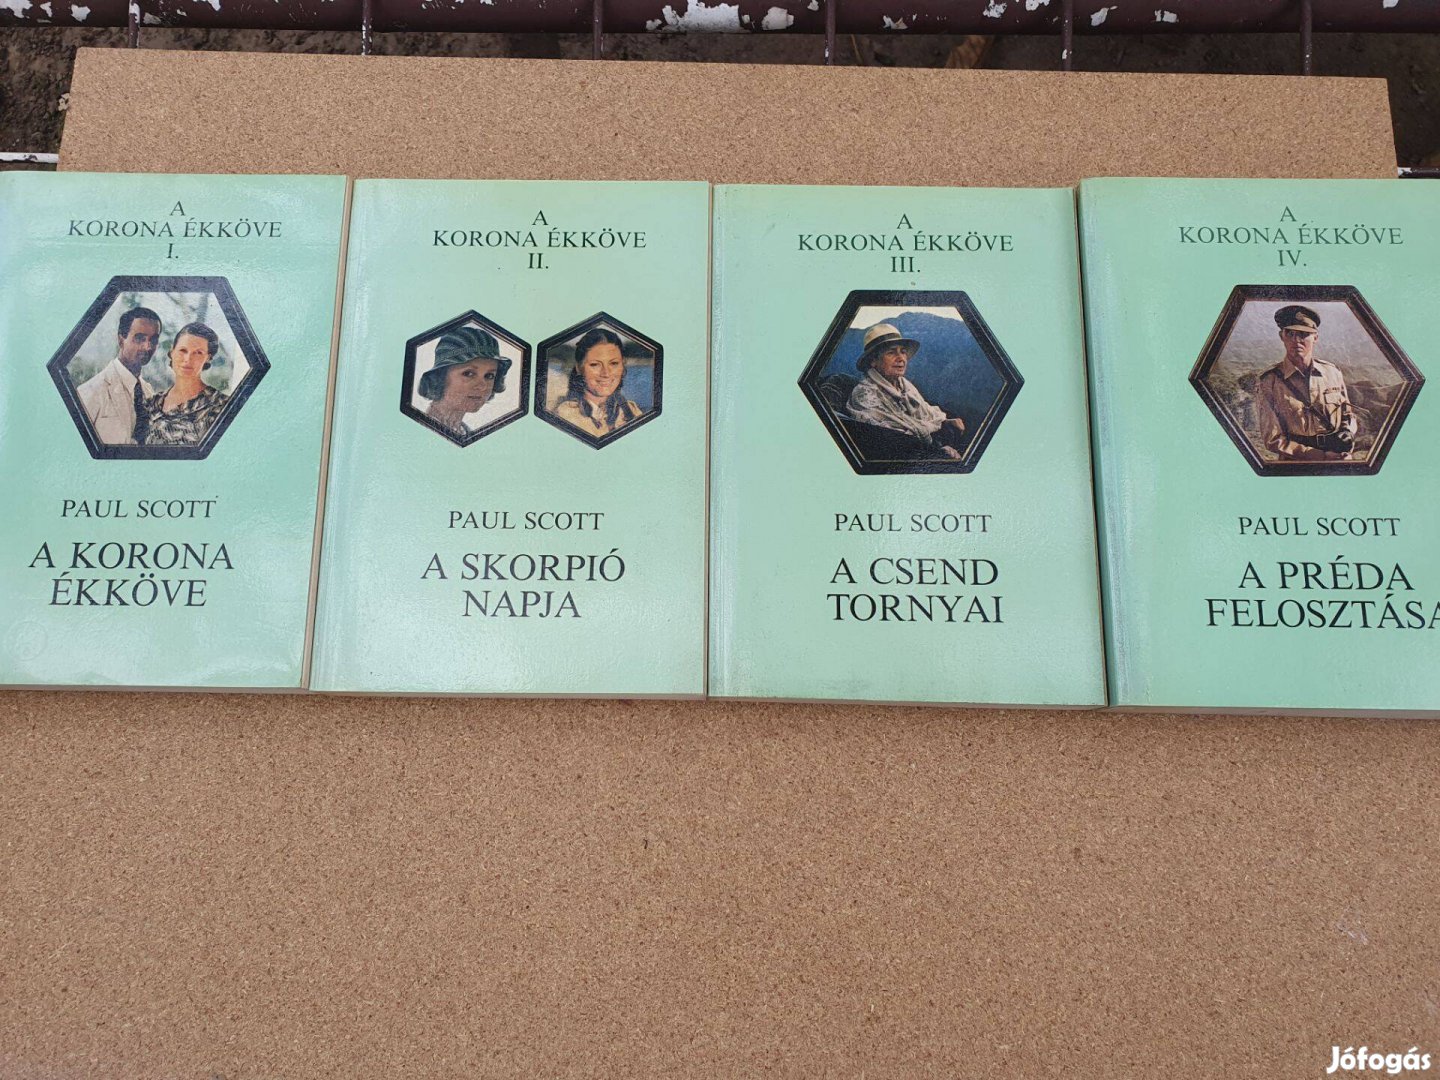 A
KORONA ÉKKÖVE
I.
PAUL SCOTT
A KORONA
ÉKKÖVE
A
KORONA ÉKKÖVE
II.
PAUL SCOTT
A SKORPIÓ
NAPJA
A
KORONA ÉKKÖVE
III.
PAUL SCOTT
A CSEND
TORNYAI
A
KORONA ÉKKÖVE
IV.
PAUL SCOTT
A PRÉDA
FELOSZTÁSA
Jófogás